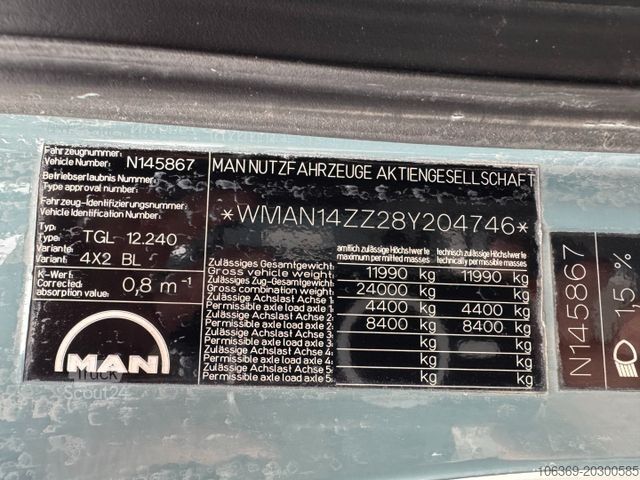 Fahrzeugnummer:
Vehicle Number: N145867
Betriebserlaubnis Nummer:
Type approval number:
Fahrzeug-Identifizierungsnummer:
Vehicle Identification Number:
Typ:
Type: TGL 12.240
Variante:
Variant: 4X2 BL
K-Wert:
Corrected absorption value: 0,8 m⁻¹
MAN
MAN NUTZFAHRZEUGE AKTIENGESELLSCHAFT
*WMAN14ZZ28Y204746*
amtlich zulässige Höchstwerte technisch zulässige Höchstwerte
maximum permitted masses technically permitted masses
Zulässiges Gesamtgewicht:
Gross vehicle weight: 11990 kg 11990 kg
Zulässiges Zug-Gesamtgewicht:
Gross combination weight: 24000 kg kg
Zulässige Achslast Achse 1:
Permissible axle load axle 1: 4400 kg 4400 kg
Zulässige Achslast Achse 2:
Permissible axle load axle 2: 8400 kg 8400 kg
Zulässige Achslast Achse 3:
Permissible axle load axle 3: kg kg
Zulässige Achslast Achse 4:
Permissible axle load axle 4: kg kg
Zulässige Achslast Achse 5:
Permissible axle load axle 5: kg kg
N145867
1,5 %
Truck
Scout24
106369-20300585